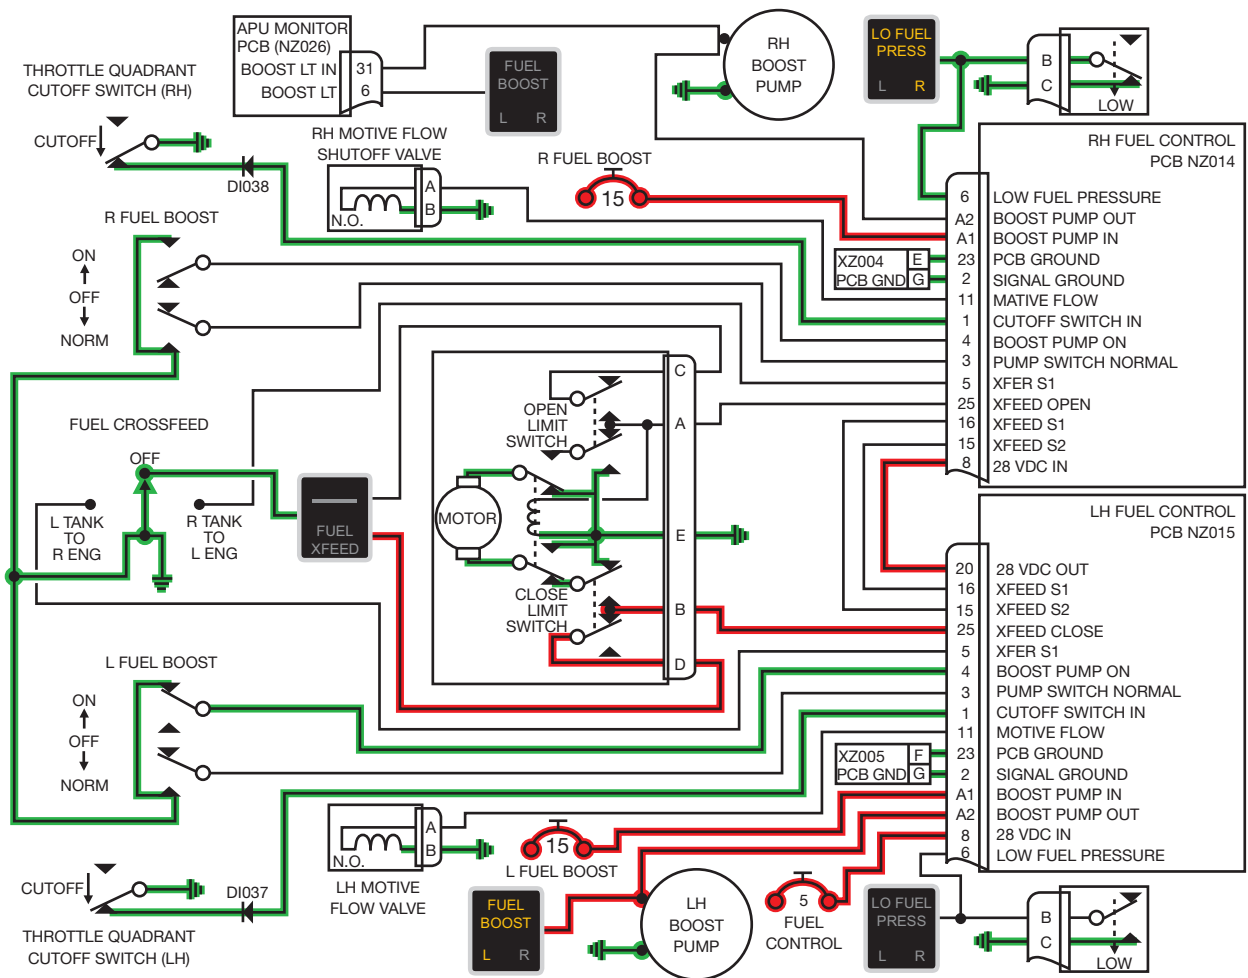 APU MONITOR
PCB (NZ026)
BOOST LT IN 31
BOOST LT 6
FUEL
BOOST
L R
RH
BOOST
PUMP
LO FUEL
PRESS
L R
B
C
LOW
THROTTLE QUADRANT
CUTOFF SWITCH (RH)
CUTOFF
DI038
RH MOTIVE FLOW
SHUTOFF VALVE
A
B
N.O.
R FUEL BOOST
15
RH FUEL CONTROL
PCB NZ014
6 LOW FUEL PRESSURE
A2 BOOST PUMP OUT
A1 BOOST PUMP IN
23 PCB GROUND
2 SIGNAL GROUND
11 MATIVE FLOW
1 CUTOFF SWITCH IN
4 BOOST PUMP ON
3 PUMP SWITCH NORMAL
5 XFER S1
25 XFEED OPEN
16 XFEED S1
15 XFEED S2
8 28 VDC IN
XZ004 E
PCB GND G
R FUEL BOOST
ON
OFF
NORM
FUEL CROSSFEED
OFF
L TANK
TO
R ENG
R TANK
TO
L ENG
FUEL
XFEED
OPEN
LIMIT
SWITCH
MOTOR
CLOSE
LIMIT
SWITCH
C
A
E
B
D
LH FUEL CONTROL
PCB NZ015
20 28 VDC OUT
16 XFEED S1
15 XFEED S2
25 XFEED CLOSE
5 XFER S1
4 BOOST PUMP ON
3 PUMP SWITCH NORMAL
1 CUTOFF SWITCH IN
11 MOTIVE FLOW
23 PCB GROUND
2 SIGNAL GROUND
A1 BOOST PUMP IN
A2 BOOST PUMP OUT
8 28 VDC IN
6 LOW FUEL PRESSURE
XZ005 F
PCB GND G
L FUEL BOOST
ON
OFF
NORM
CUTOFF
DI037
THROTTLE QUADRANT
CUTOFF SWITCH (LH)
A
B
N.O.
LH MOTIVE
FLOW VALVE
15
L FUEL BOOST
FUEL
BOOST
L R
LH
BOOST
PUMP
5
FUEL
CONTROL
LO FUEL
PRESS
L R
B
C
LOW